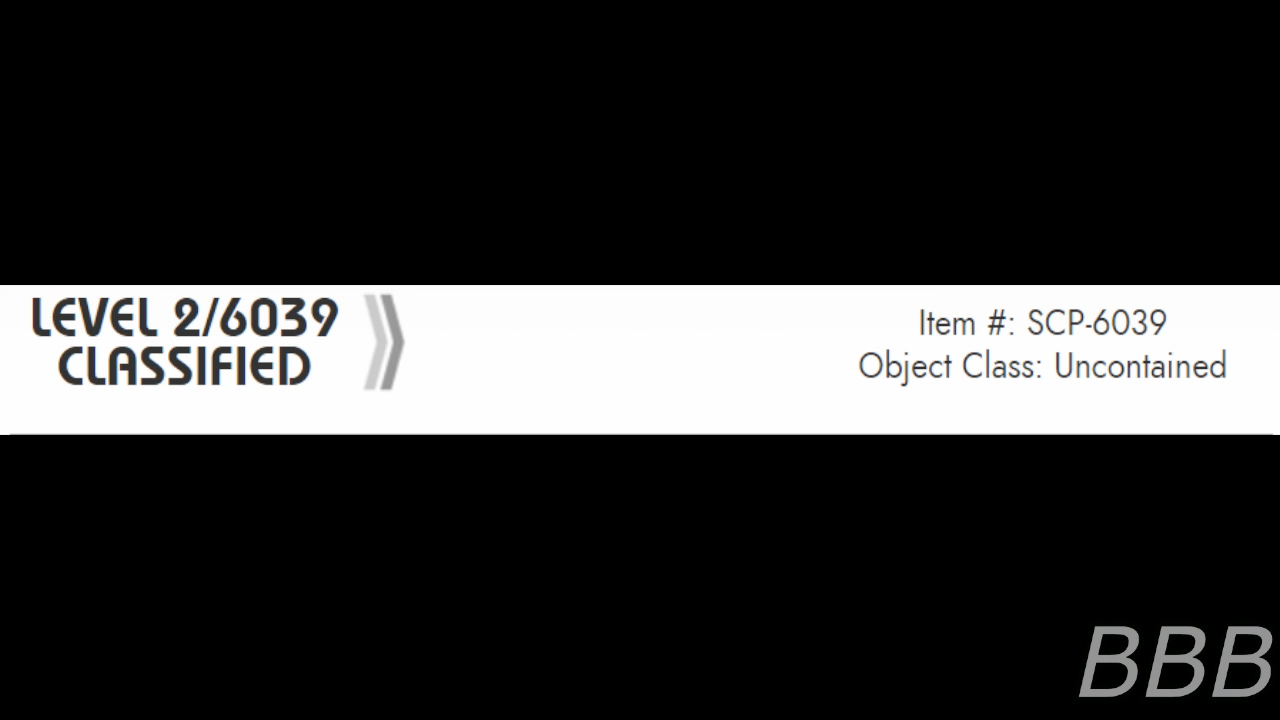 LEVEL 2/6039
CLASSIFIED
Item #: SCP-6039
Object Class: Uncontained
BBB